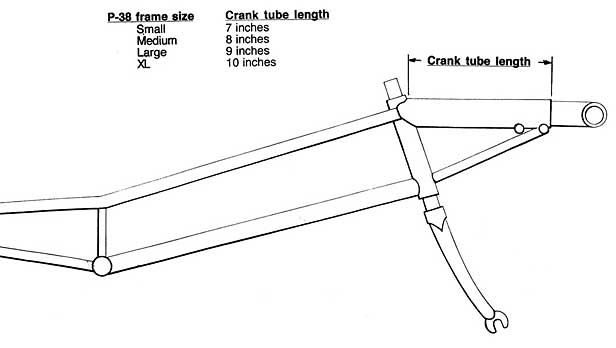 P-38 frame size Crank tube length
Small 7 inches
Medium 8 inches
Large 9 inches
XL 10 inches
Crank tube length